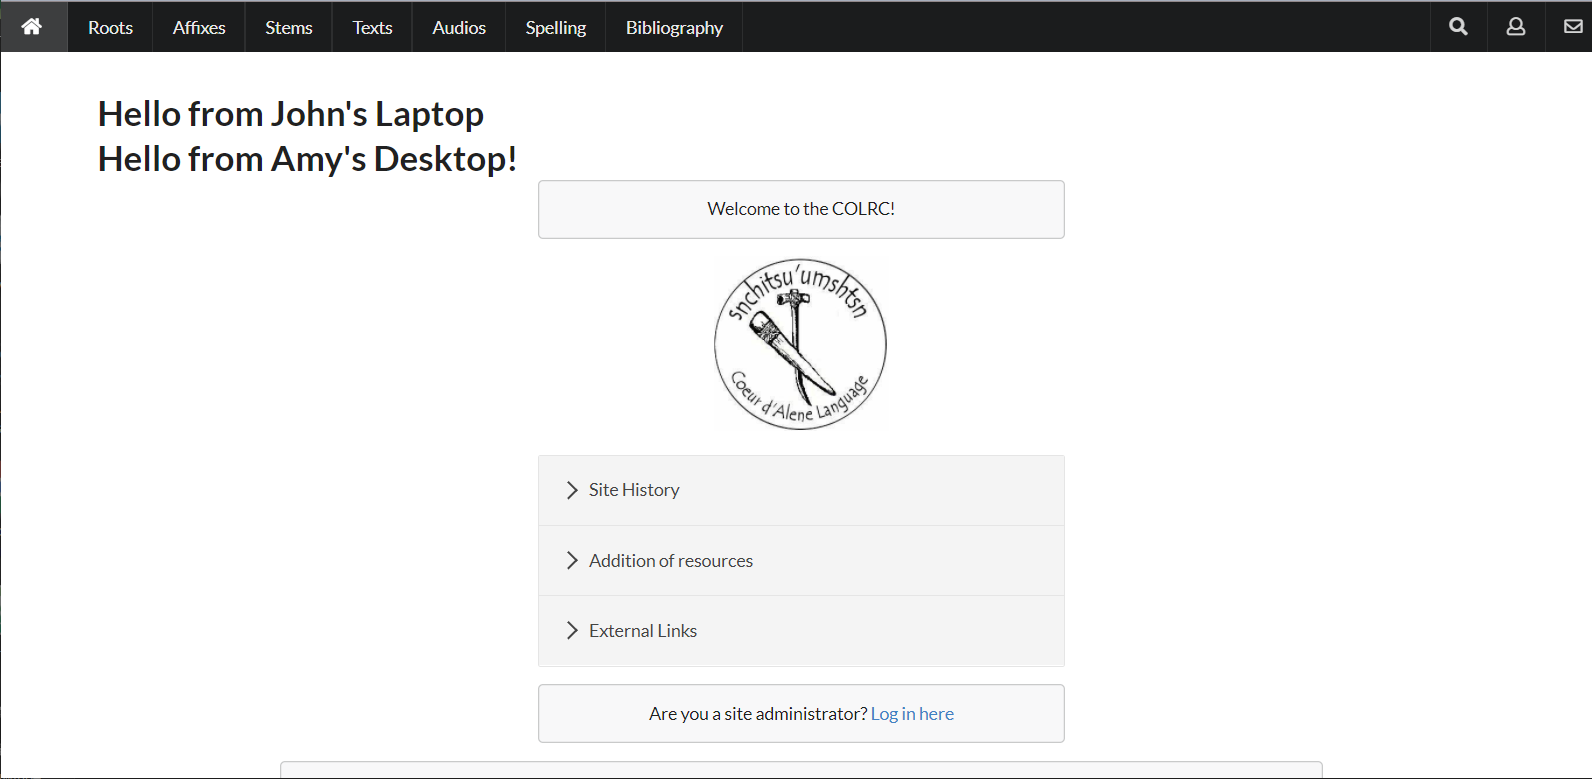 Roots Affixes Stems Texts Audios Spelling Bibliography
Hello from John's Laptop
Hello from Amy's Desktop!
Welcome to the COLRC!
snchitsu'umshtsn
Coeur d'Alene Language
Site History
Addition of resources
External Links
Are you a site administrator? Log in here